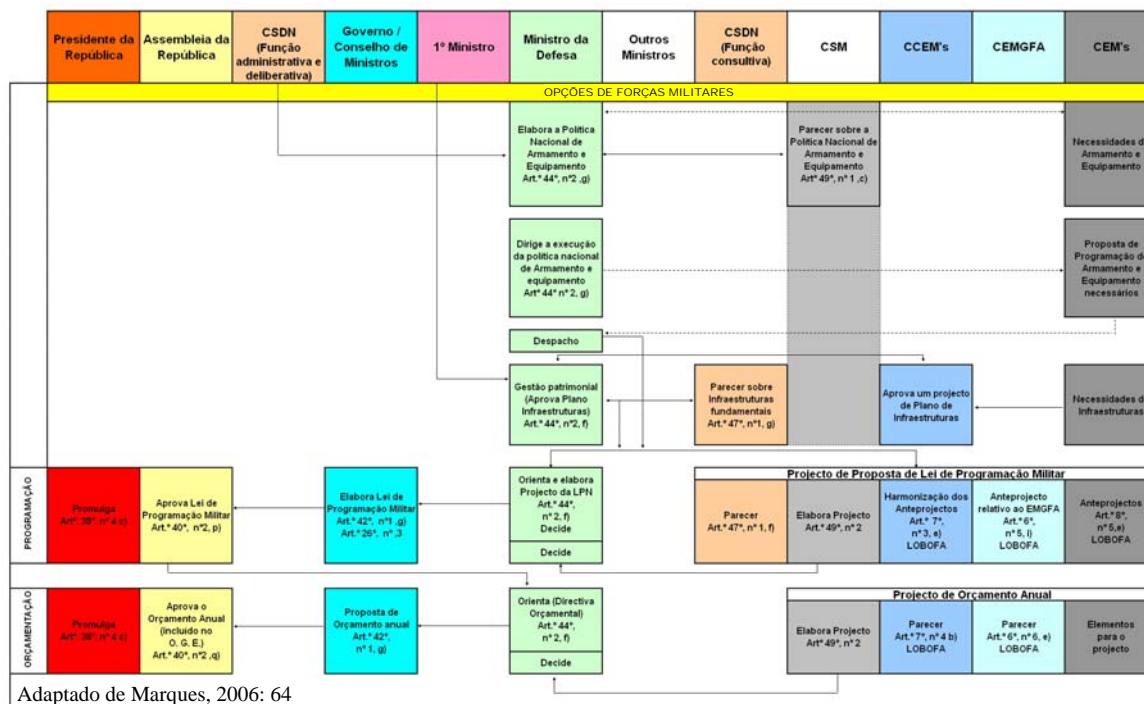 Presidente da
República
Assembleia da
República
CSDN
(Função
administrativa e
deliberativa)
Governo /
Conselho de
Ministros
1º Ministro
Ministro da
Defesa
Outros
Ministros
CSDN
(Função
consultiva)
CSM
CCEM's
CEMGFA
CEM's
OPÇÕES DE FORÇAS MILITARES
Elabora a Política
Nacional de
Armamento e
Equipamento
Art.º 44º, nº2 ,g)
Parecer sobre a
Política Nacional de
Armamento e
Equipamento
Artº 49º, nº 1 ,c)
Necessidades d
Armamento e
Equipamento
Dirige a execução
da política nacional
de Armamento e
equipamento
Artº 44º nº 2, g)
Proposta de
Programação de
Armamento e
Equipamento
necessários
Despacho
Gestão patrimonial
(Aprova Plano
Infraestruturas)
Art.º 44º, nº2, f)
Parecer sobre
Infraestruturas
fundamentais
Art.º 47º, nº1, g)
Aprova um projecto
de Plano de
Infraestruturas
Necessidades d
Infraestruturas
PROGRAMAÇÃO
Promulga
Artº. 38º, nº 4 c)
Aprova Lei de
Programação Militar
Art.º 40º, nº2, p)
Elabora Lei de
Programação Militar
Art.º 42º, nº1 ,g)
Artº 26º, nº ,3
Orienta e elabora
Projecto da LPN
Art.º 44º,
nº 2, f)
Decide
Decide
Projecto de Proposta de Lei de Programação Militar
Parecer
Art.º 47º, nº 1, f)
Elabora Projecto
Artº 49º, nº 2
Harmonização dos
Anteprojectos
Art.º 7º,
nº 3, e)
LOBOFA
Anteprojecto
relativo ao EMGFA
Art.º 6º,
nº 5, i)
LOBOFA
Anteprojectos
Art.º 8º,
nº 5,e)
LOBOFA
ORÇAMENTAÇÃO
Promulga
Artº. 38º, nº 4 c)
Aprova o
Orçamento Anual
(incluído no
O. G. E.)
Art.º 40º, nº2 ,q)
Proposta de
Orçamento anual
Art.º 42º,
nº 1, g)
Orienta (Directiva
Orçamental)
Art.º 44º,
nº 2, f)
Decide
Projecto de Orçamento Anual
Elabora Projecto
Artº 49º, nº 2
Parecer
Art.º 7º, nº 4 b)
LOBOFA
Parecer
Art.º 6º, nº 6, e)
LOBOFA
Elementos
para o
projecto
Adaptado de Marques, 2006: 64